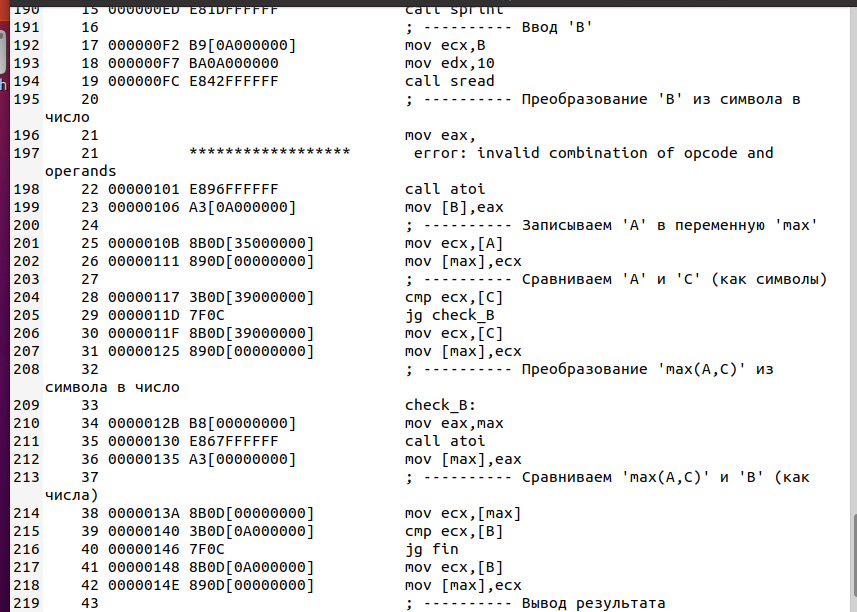 190     15 000000ED E81DFFFFFF                  call sprint
191     16                                      ; ---------- Ввод 'B'
192     17 000000F2 B9[0A000000]                mov ecx,B
193     18 000000F7 BA0A000000                  mov edx,10
194     19 000000FC E842FFFFFF                  call sread
195     20                                      ; ---------- Преобразование 'B' из символа в
число
196     21                                      mov eax,
197     21          ******************           error: invalid combination of opcode and
operands
198     22 00000101 E896FFFFFF                  call atoi
199     23 00000106 A3[0A000000]                mov [B],eax
200     24                                      ; ---------- Записываем 'A' в переменную 'max'
201     25 0000010B 8B0D[35000000]              mov ecx,[A]
202     26 00000111 890D[00000000]              mov [max],ecx
203     27                                      ; ---------- Сравниваем 'A' и 'C' (как символы)
204     28 00000117 3B0D[39000000]              cmp ecx,[C]
205     29 0000011D 7F0C                        jg check_B
206     30 0000011F 8B0D[39000000]              mov ecx,[C]
207     31 00000125 890D[00000000]              mov [max],ecx
208     32                                      ; ---------- Преобразование 'max(A,C)' из
символа в число
209     33                                      check_B:
210     34 0000012B B8[00000000]                mov eax,max
211     35 00000130 E867FFFFFF                  call atoi
212     36 00000135 A3[00000000]                mov [max],eax
213     37                                      ; ---------- Сравниваем 'max(A,C)' и 'B' (как
числа)
214     38 0000013A 8B0D[00000000]              mov ecx,[max]
215     39 00000140 3B0D[0A000000]              cmp ecx,[B]
216     40 00000146 7F0C                        jg fin
217     41 00000148 8B0D[0A000000]              mov ecx,[B]
218     42 0000014E 890D[00000000]              mov [max],ecx
219     43                                      ; ---------- Вывод результата